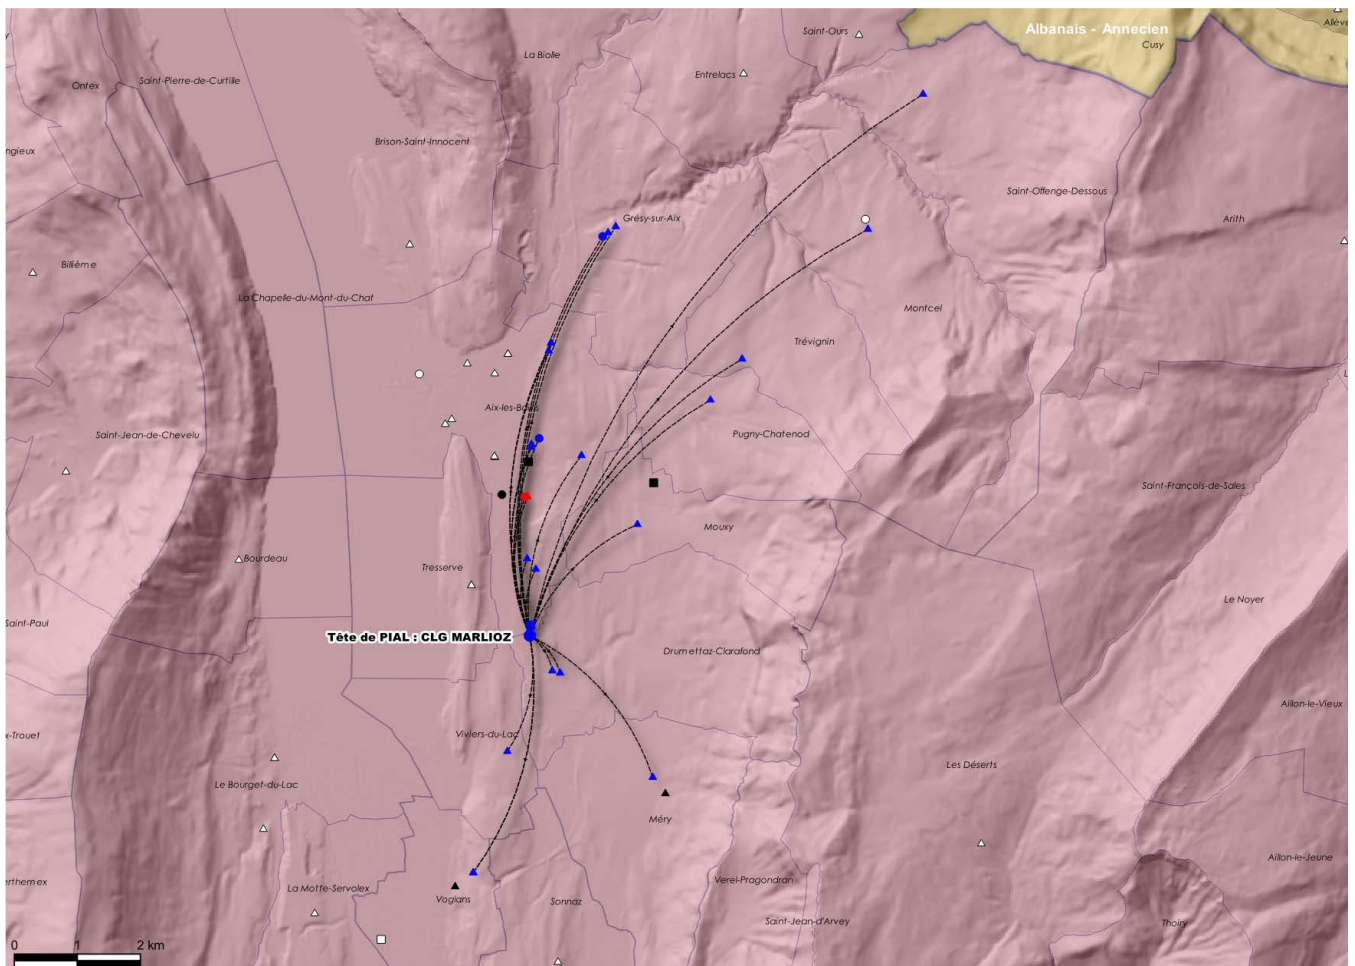 Albanais - Annecien
Allève
Saint-Ours
Cusy
La Biolle
Entrelacs
Saint-Pierre-de-Curtille
Ontex
Brison-Saint-Innocent
ngieux
Saint-Offenge-Dessous
Grésy-sur-Aix
Arith
Billième
La Chapelle-du-Mont-du-Chat
Montcel
Trévignin
Aix-les-Bains
Saint-Jean-de-Chevelu
Pugny-Chatenod
Saint-François-de-Sales
Mouxy
Bourdeau
Tresserve
Le Noyer
Saint-Paul
Tête de PIAL : CLG MARLIOZ
Drumettaz-Clarafond
Aillon-le-Vieux
x-Trouet
Viviers-du-Lac
Les Déserts
Le Bourget-du-Lac
Méry
Aillon-le-Jeune
erthemex
Verel-Pragondran
La Motte-Servolex
Voglans
Sonnaz
Saint-Jean-d'Arvey
Thoiry
0 1 2 km